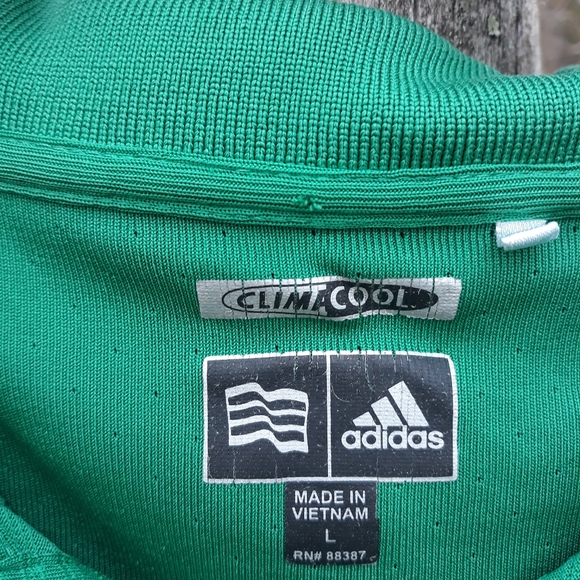 CLIMACOOL
adidas
MADE IN
VIETNAM
L
RN# 88387